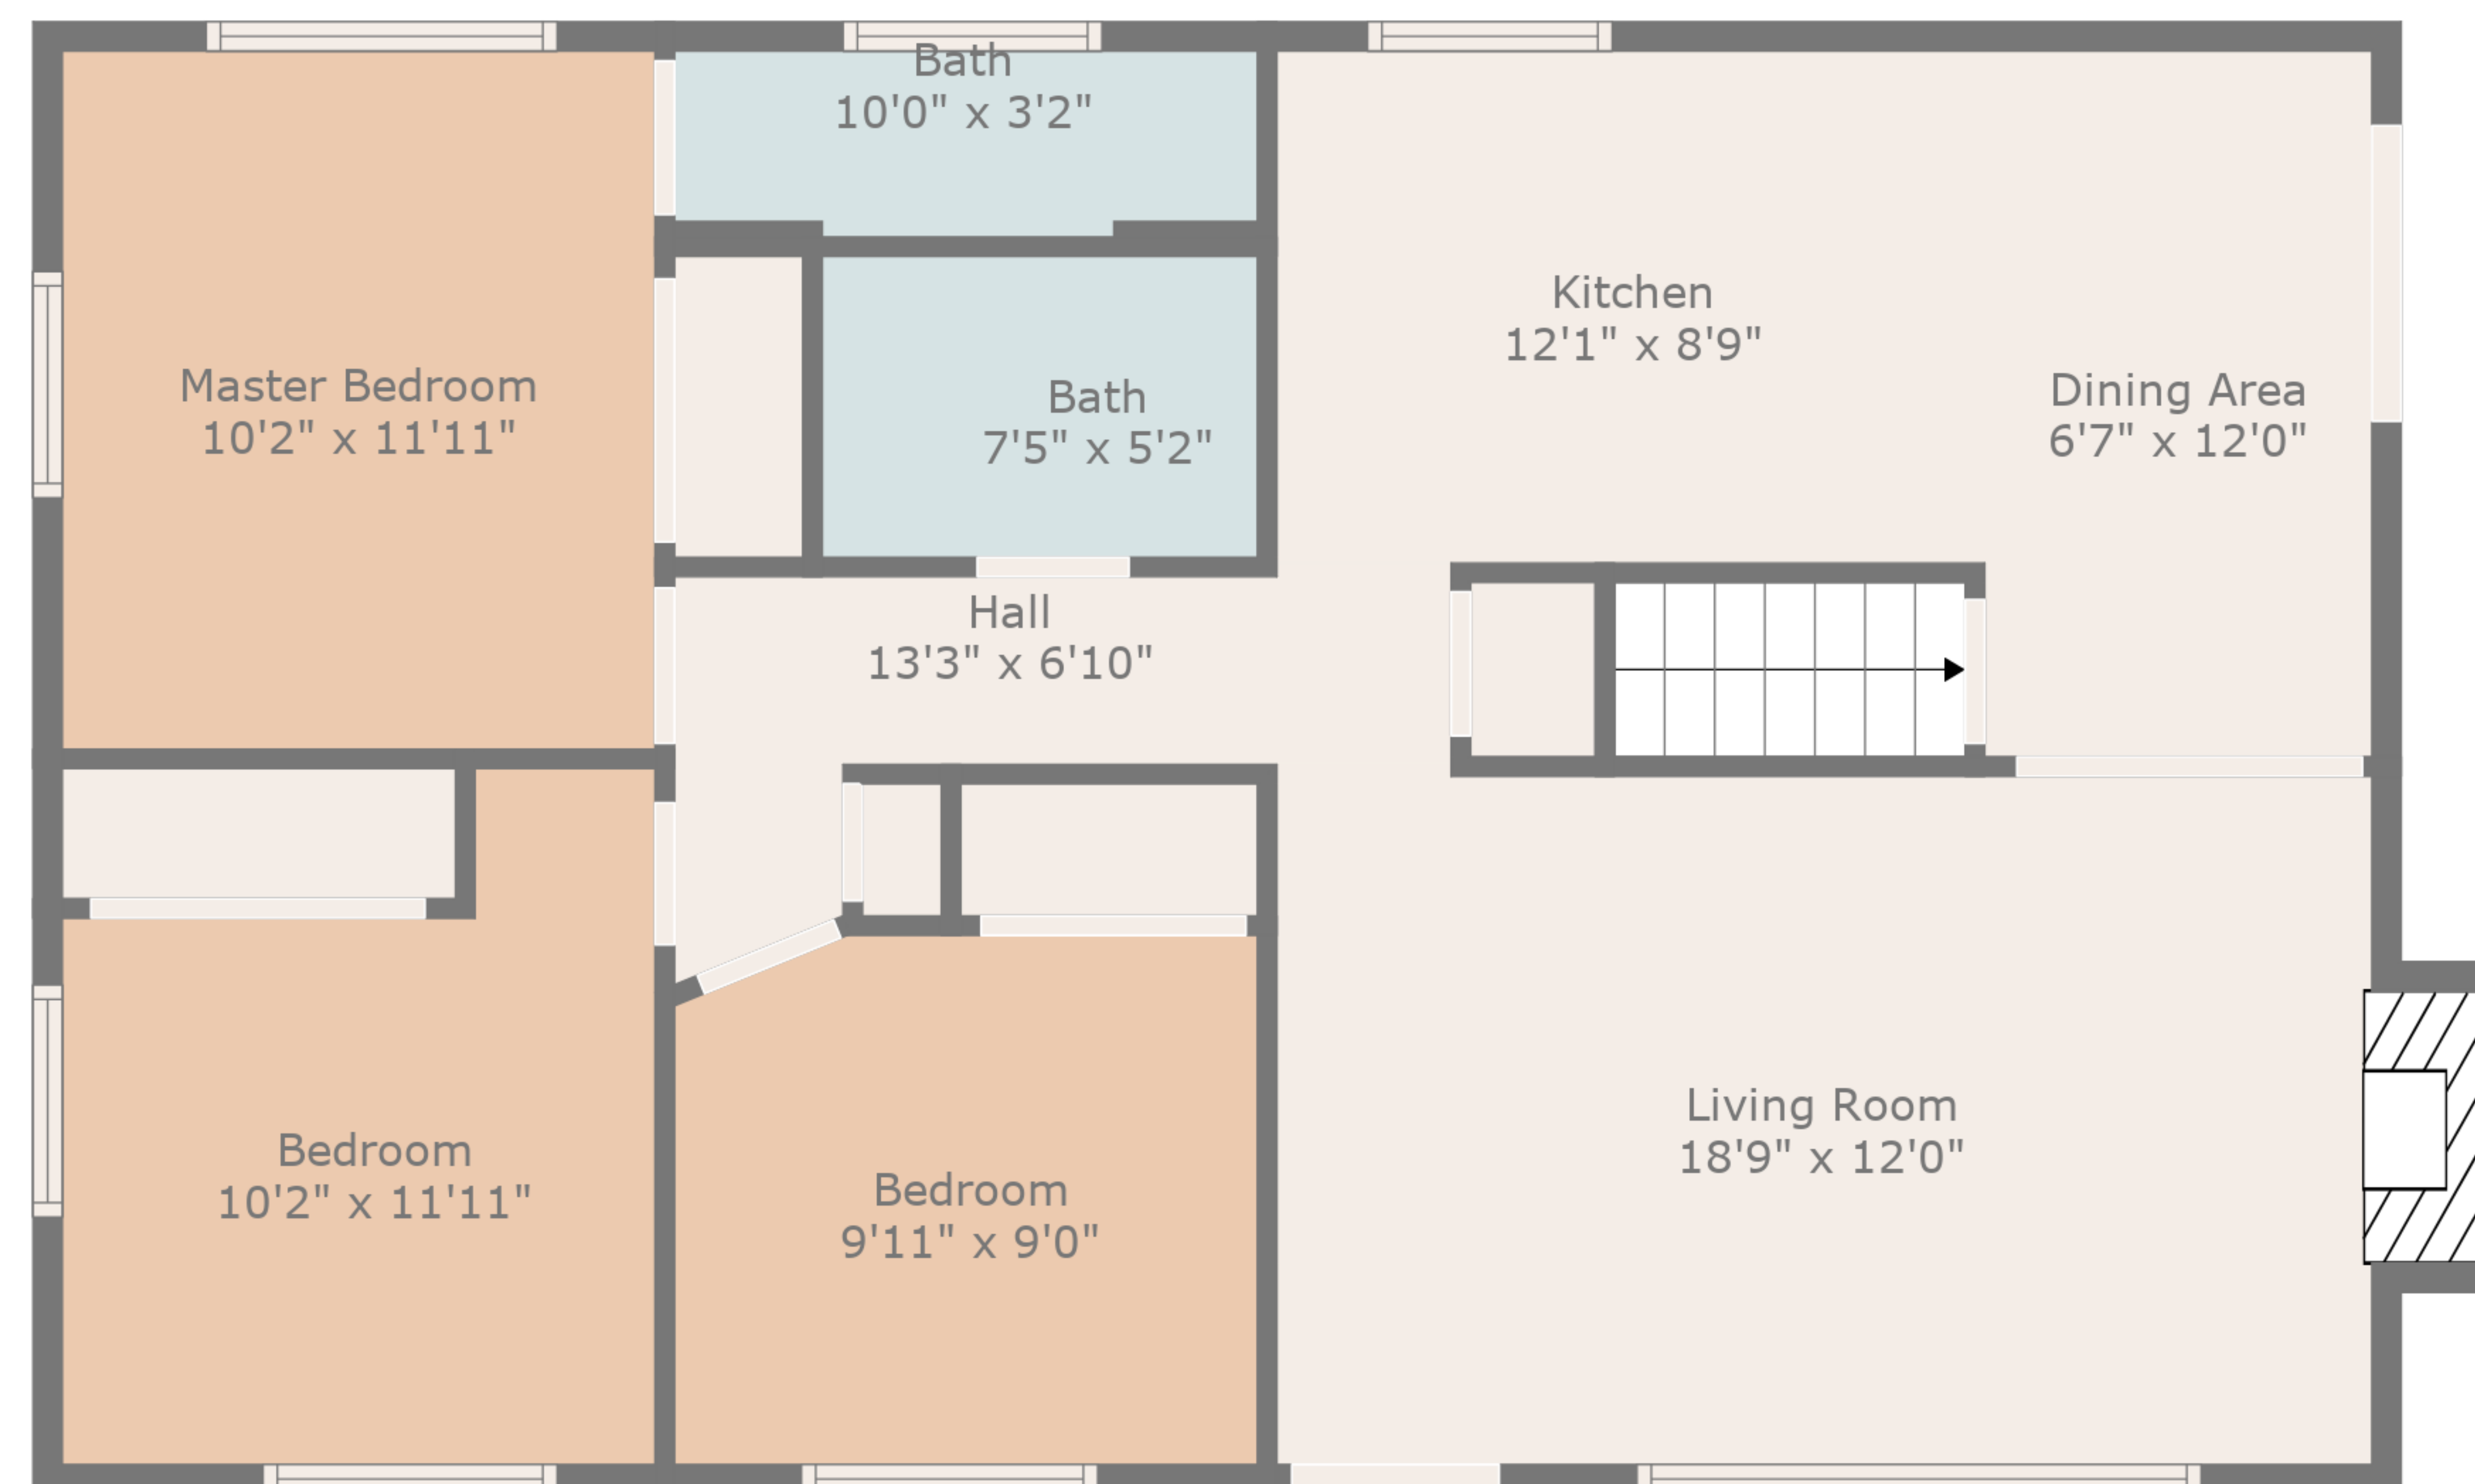 Bath
10'0" x 3'2"
Kitchen
12'1" x 8'9"
Master Bedroom
10'2" x 11'11"
Bath
7'5" x 5'2"
Dining Area
6'7" x 12'0"
Hall
13'3" x 6'10"
Living Room
18'9" x 12'0"
Bedroom
10'2" x 11'11"
Bedroom
9'11" x 9'0"